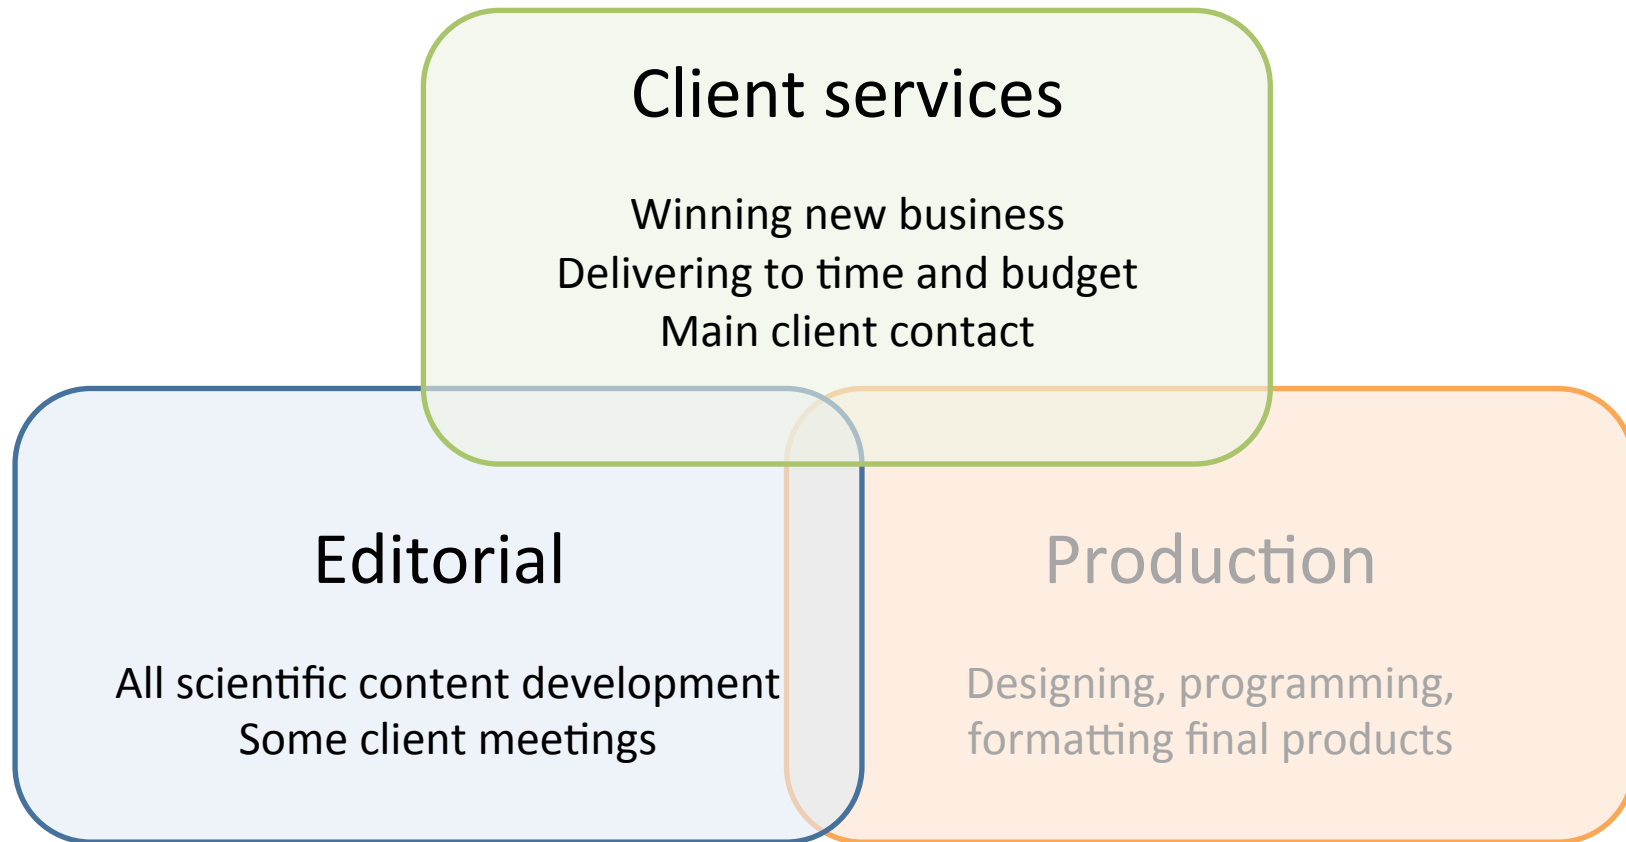 Client services
Winning new business
Delivering to time and budget
Main client contact
Editorial
All scientific content development
Some client meetings
Production
Designing, programming,
formatting final products